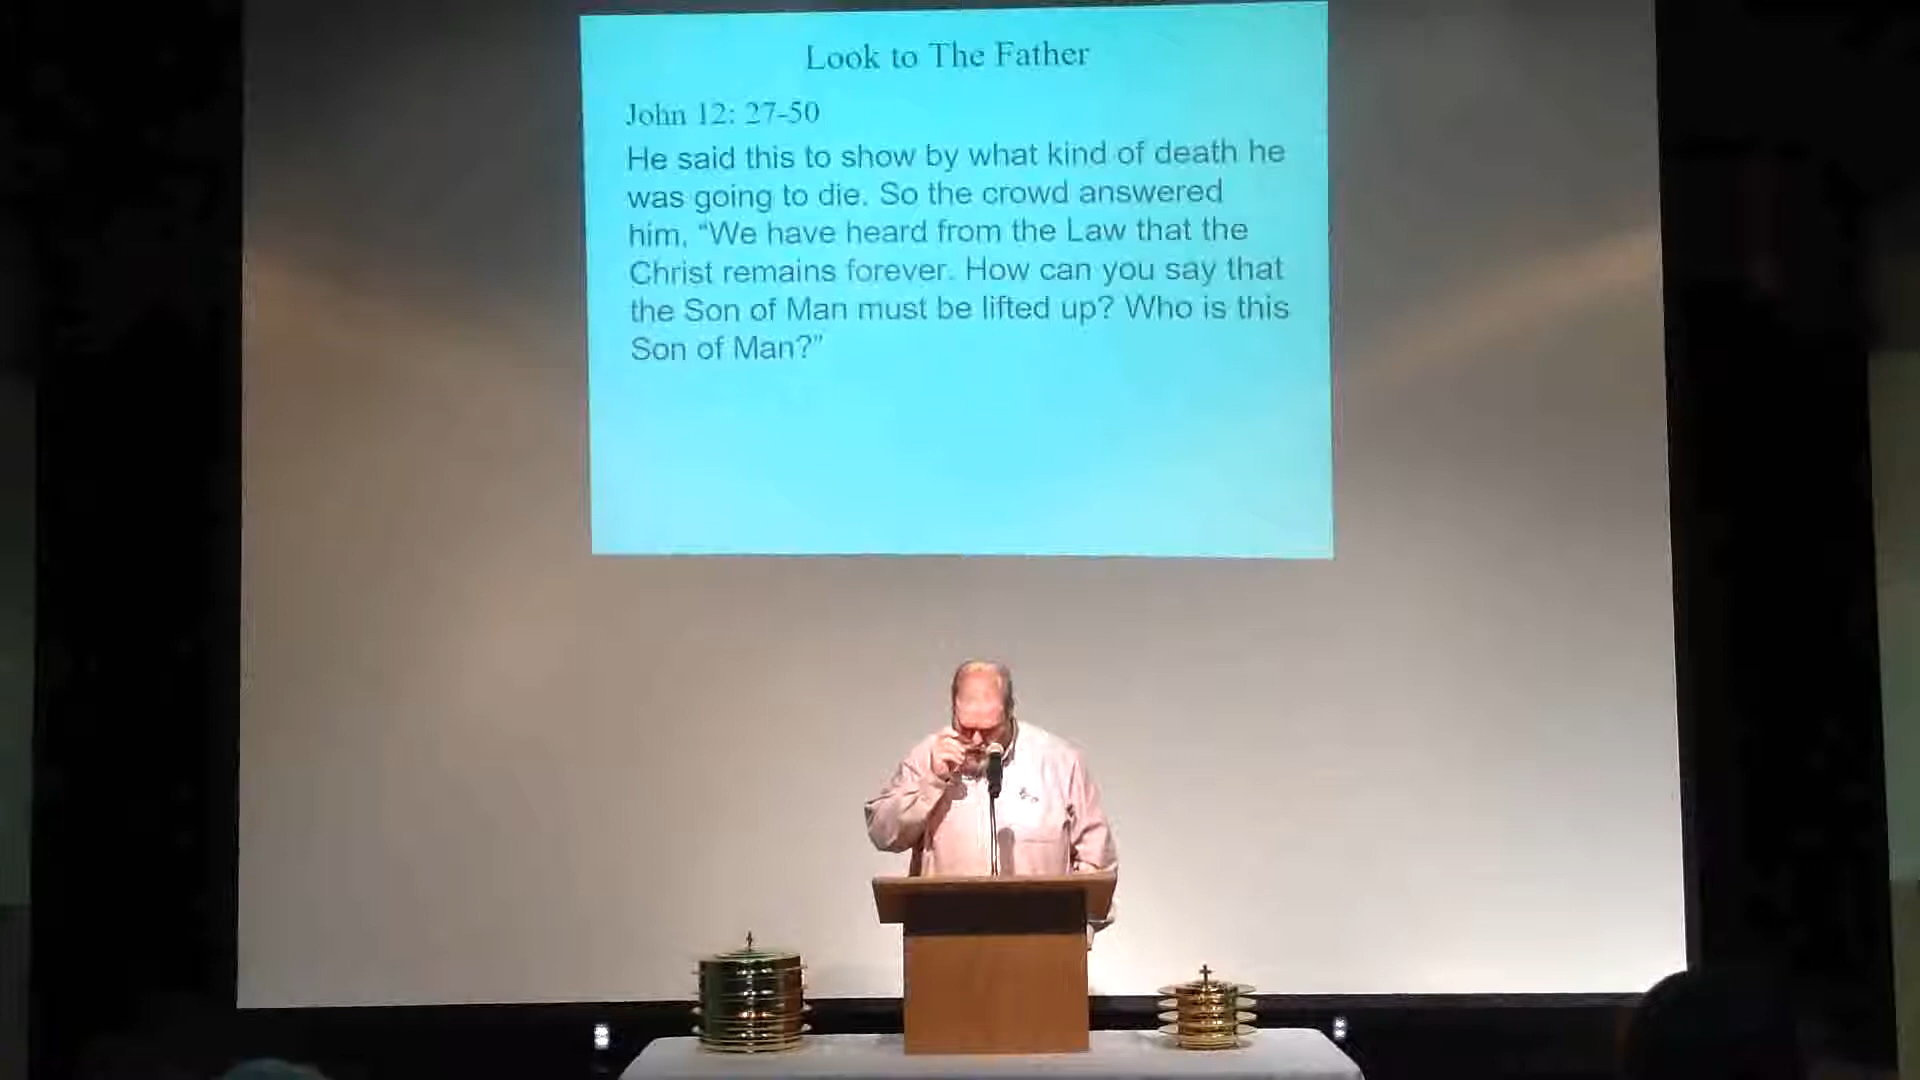 Look to The Father
John 12: 27-50
He said this to show by what kind of death he
was going to die. So the crowd answered
him, “We have heard from the Law that the
Christ remains forever. How can you say that
the Son of Man must be lifted up? Who is this
Son of Man?”